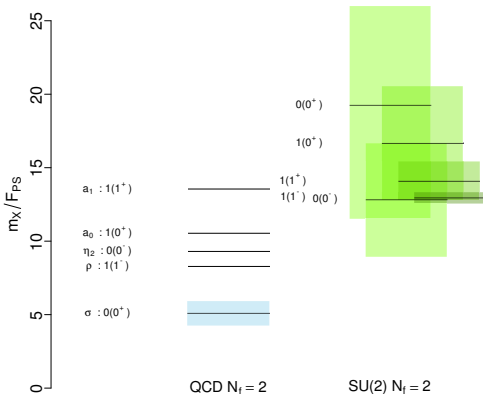 25
20
15
10
5
0
m_X/F_PS
a₁ : 1(1⁺)
a₀ : 1(0⁺)
η₂ : 0(0⁻)
ρ : 1(1⁻)
σ : 0(0⁺)
0(0⁺)
1(0⁺)
1(1⁺)
1(1⁻) 0(0⁻)
QCD N_f = 2
SU(2) N_f = 2